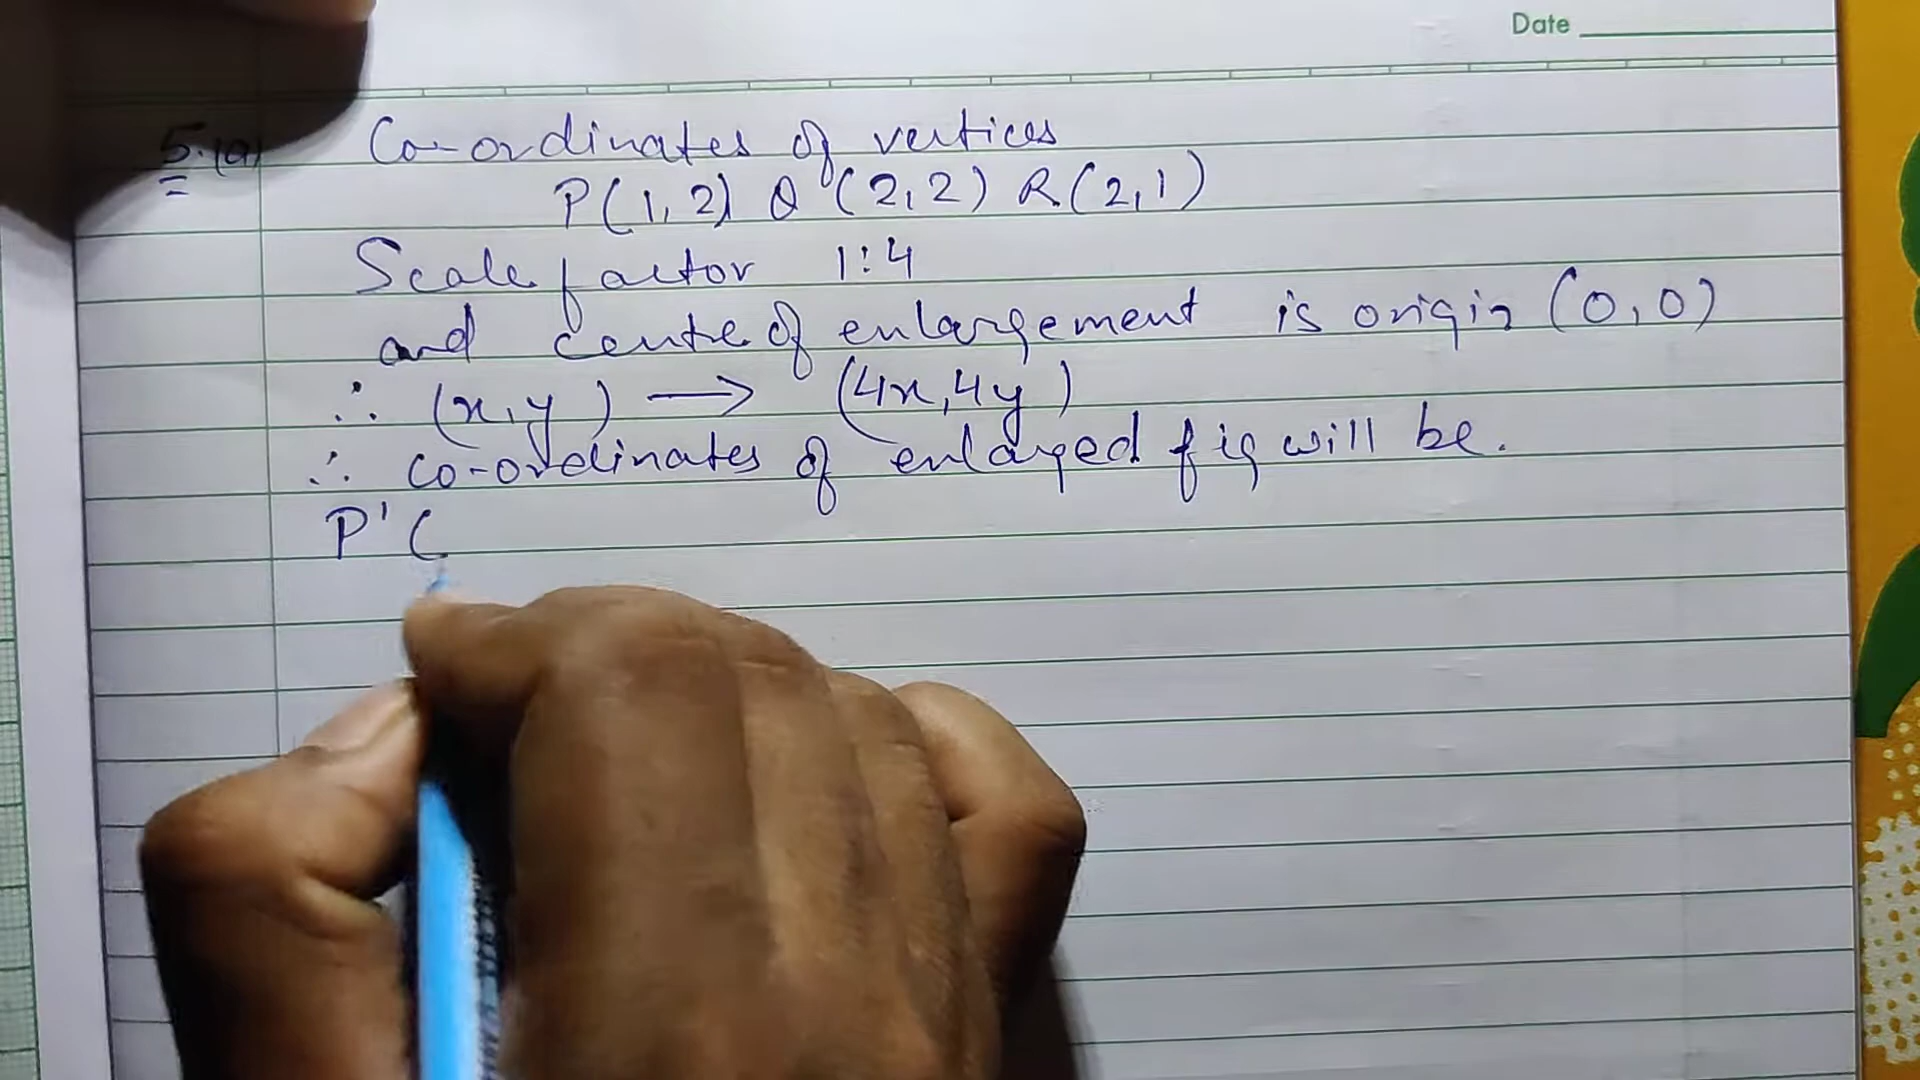 Date
5.(a) Co-ordinates of vertices
P(1,2) Q(2,2) R(2,1)
Scale factor 1:4
and centre of enlargement is origin (0,0)
∴ (x,y) → (4x,4y)
∴ co-ordinates of enlarged fig will be.
P'(